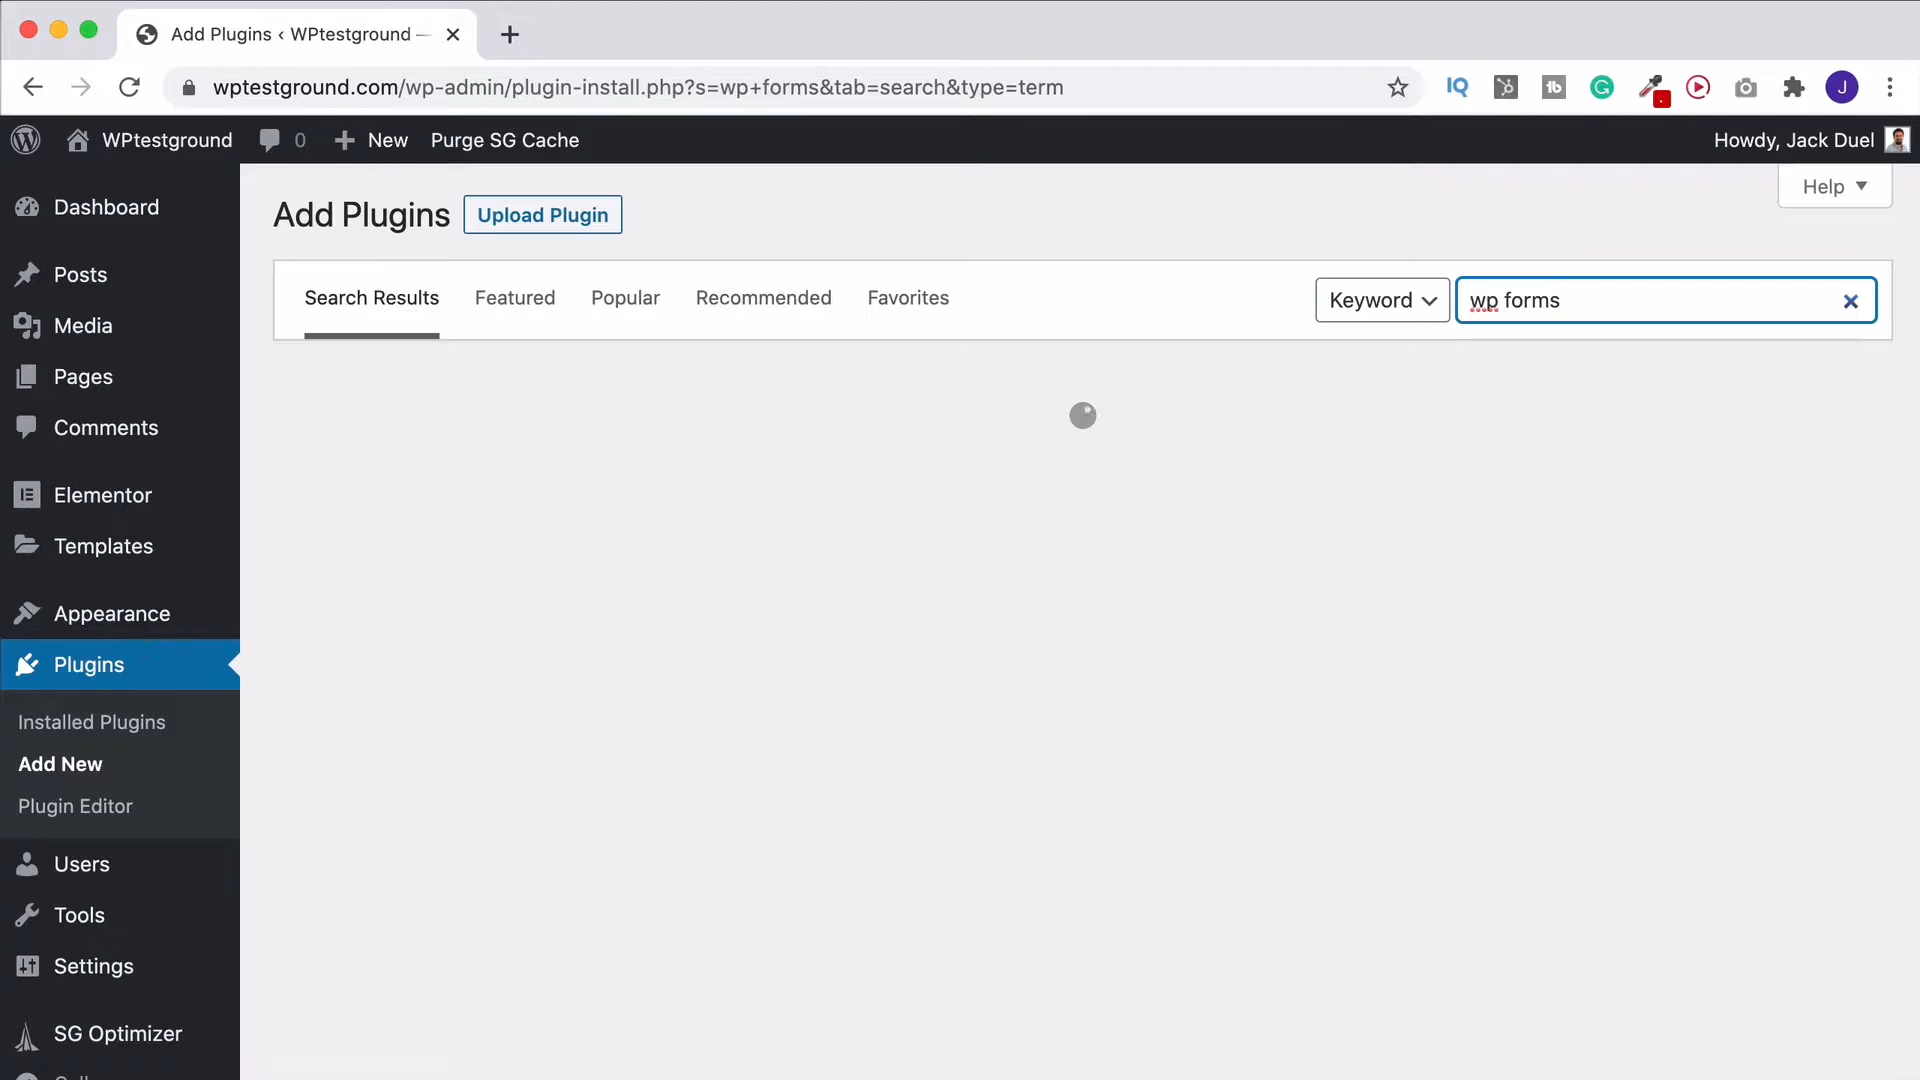 Add Plugins ‹ WPtestground —
wptestground.com/wp-admin/plugin-install.php?s=wp+forms&tab=search&type=term
IQ
tb
G
J
WPtestground
0
New
Purge SG Cache
Howdy, Jack Duel
Dashboard
Posts
Media
Pages
Comments
Elementor
Templates
Appearance
Plugins
Installed Plugins
Add New
Plugin Editor
Users
Tools
Settings
SG Optimizer
Add Plugins
Upload Plugin
Help
Search Results
Featured
Popular
Recommended
Favorites
Keyword
wp forms